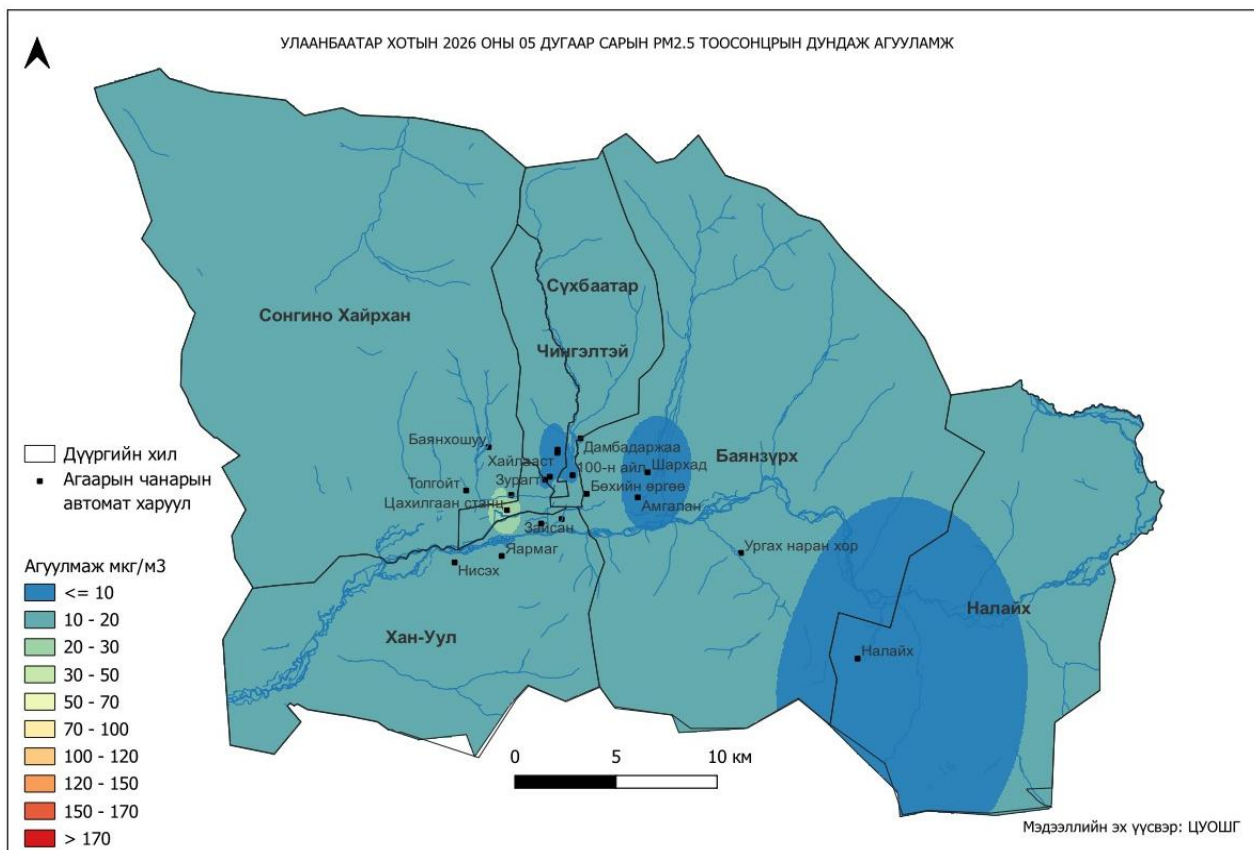 УЛААНБААТАР ХОТЫН 2026 ОНЫ 05 ДУГААР САРЫН PM2.5 ТООСОНЦРЫН ДУНДАЖ АГУУЛАМЖ
Сүхбаатар
Сонгино Хайрхан
Чингэлтэй
Баянхошуу
Дамбадаржаа
Баянзүрх
Хайлааст
100-н айл
Шархад
Зурагт
Толгойт
Бөхийн өргөө
Цахилгаан станц
Амгалан
Зайсан
Яармаг
Ургах наран хор
Нисэх
Налайх
Хан-Уул
Налайх
Дүүргийн хил
Агаарын чанарын
автомат харуул
Агуулмаж мкг/м3
<= 10
10 - 20
20 - 30
30 - 50
50 - 70
70 - 100
100 - 120
120 - 150
150 - 170
> 170
0 5 10 км
Мэдээллийн эх үүсвэр: ЦУОШГ